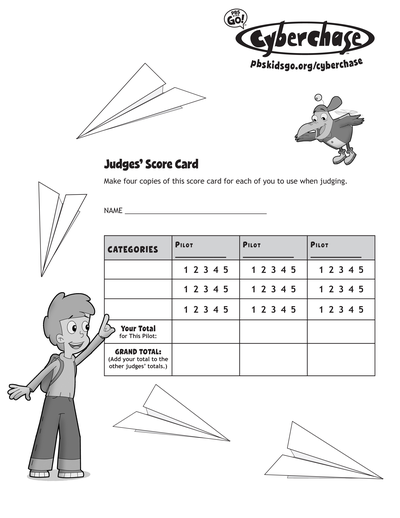 PBS KIDS GO!
Cyberchase
pbskidsgo.org/cyberchase
Judges' Score Card
Make four copies of this score card for each of you to use when judging.
NAME
CATEGORIES PILOT PILOT PILOT
1 2 3 4 5 1 2 3 4 5 1 2 3 4 5
1 2 3 4 5 1 2 3 4 5 1 2 3 4 5
1 2 3 4 5 1 2 3 4 5 1 2 3 4 5
Your Total
for This Pilot:
GRAND TOTAL:
(Add your total to the
other judges' totals.)